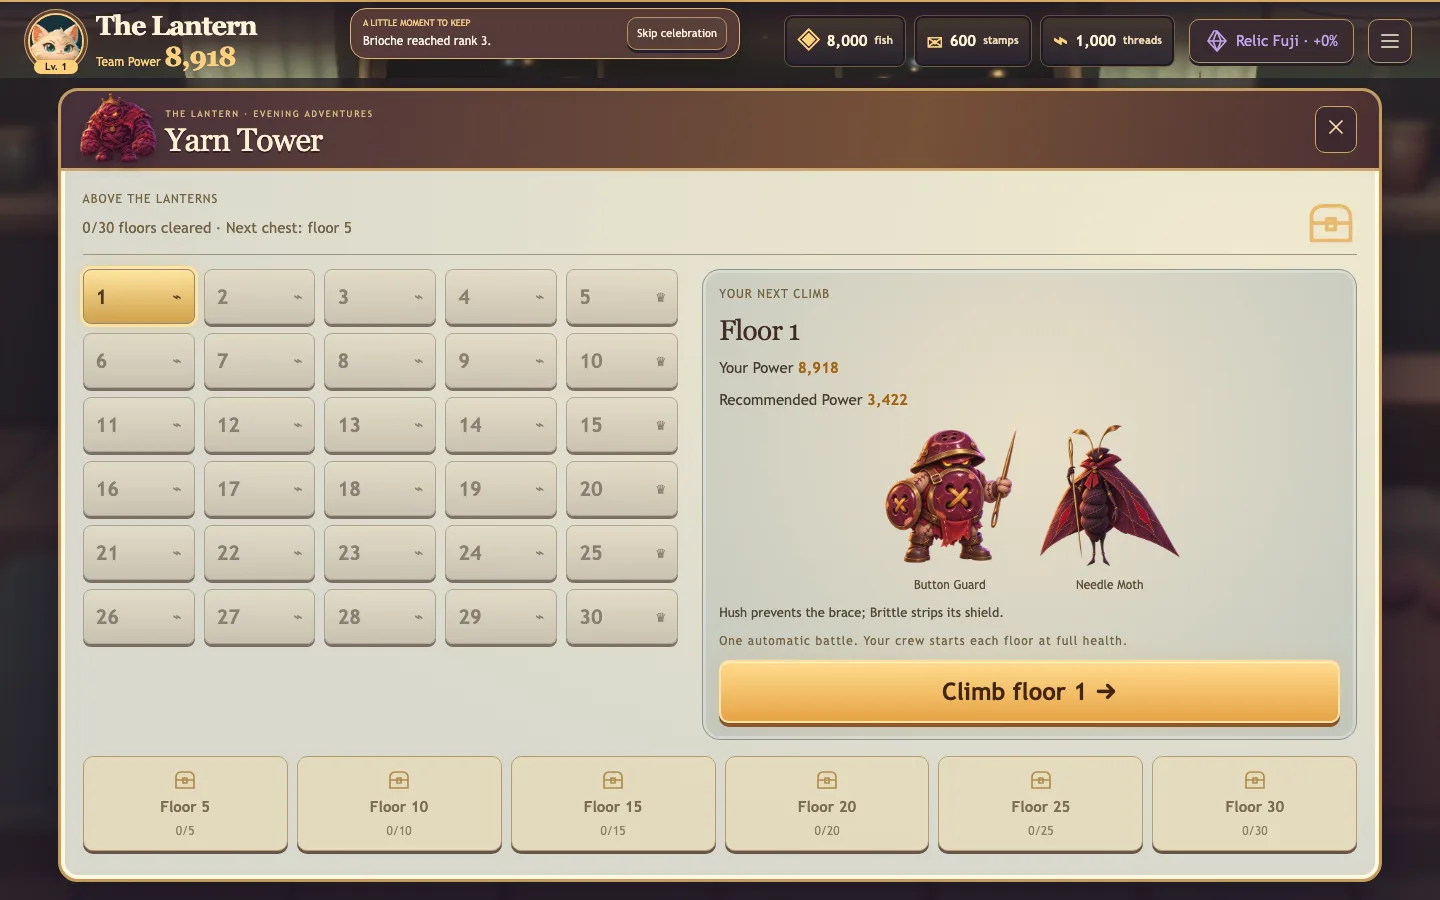 The Lantern
Team Power 8,918
Lv. 1
A LITTLE MOMENT TO KEEP
Brioche reached rank 3.
Skip celebration
8,000 fish
600 stamps
1,000 threads
Relic Fuji · +0%
THE LANTERN · EVENING ADVENTURES
Yarn Tower
ABOVE THE LANTERNS
0/30 floors cleared · Next chest: floor 5
1 2 3 4 5
6 7 8 9 10
11 12 13 14 15
16 17 18 19 20
21 22 23 24 25
26 27 28 29 30
YOUR NEXT CLIMB
Floor 1
Your Power 8,918
Recommended Power 3,422
Button Guard
Needle Moth
Hush prevents the brace; Brittle strips its shield.
One automatic battle. Your crew starts each floor at full health.
Climb floor 1 →
Floor 5
0/5
Floor 10
0/10
Floor 15
0/15
Floor 20
0/20
Floor 25
0/25
Floor 30
0/30